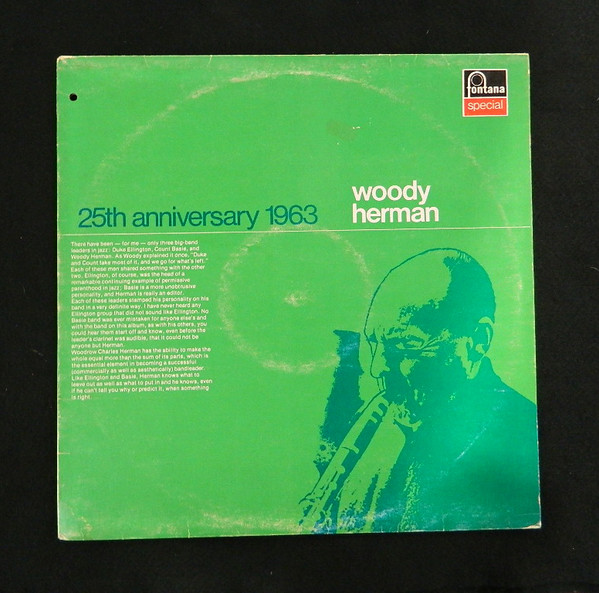 fontana
special
woody
25th anniversary 1963 herman
There have been — for me — only three big-band
leaders in jazz: Duke Ellington, Count Basie, and
Woody Herman. As Woody explained it once, "Duke
and Count take most of it, and we go for what's left."
Each of these men shared something with the other
two. Ellington, of course, was the head of a
remarkable continuing example of permissive
parenthood in jazz; Basie is a more unobtrusive
personality, and Herman is really an editor.
Each of these leaders stamped his personality on his
band in a very definite way. I have never heard any
Ellington group that did not sound like Ellington. No
Basie band was ever mistaken for anyone else's and
with the band on this album, as with his others, you
could hear them start off and know, even before the
leader's clarinet was audible, that it could not be
anyone but Herman.
Woodrow Charles Herman has the ability to make the
whole equal more than the sum of its parts, which is
the essential element in becoming a successful
(commercially as well as aesthetically) bandleader.
Like Ellington and Basie, Herman knows what to
leave out as well as what to put in and he knows, even
if he can't tell you why or predict it, when something
is right.